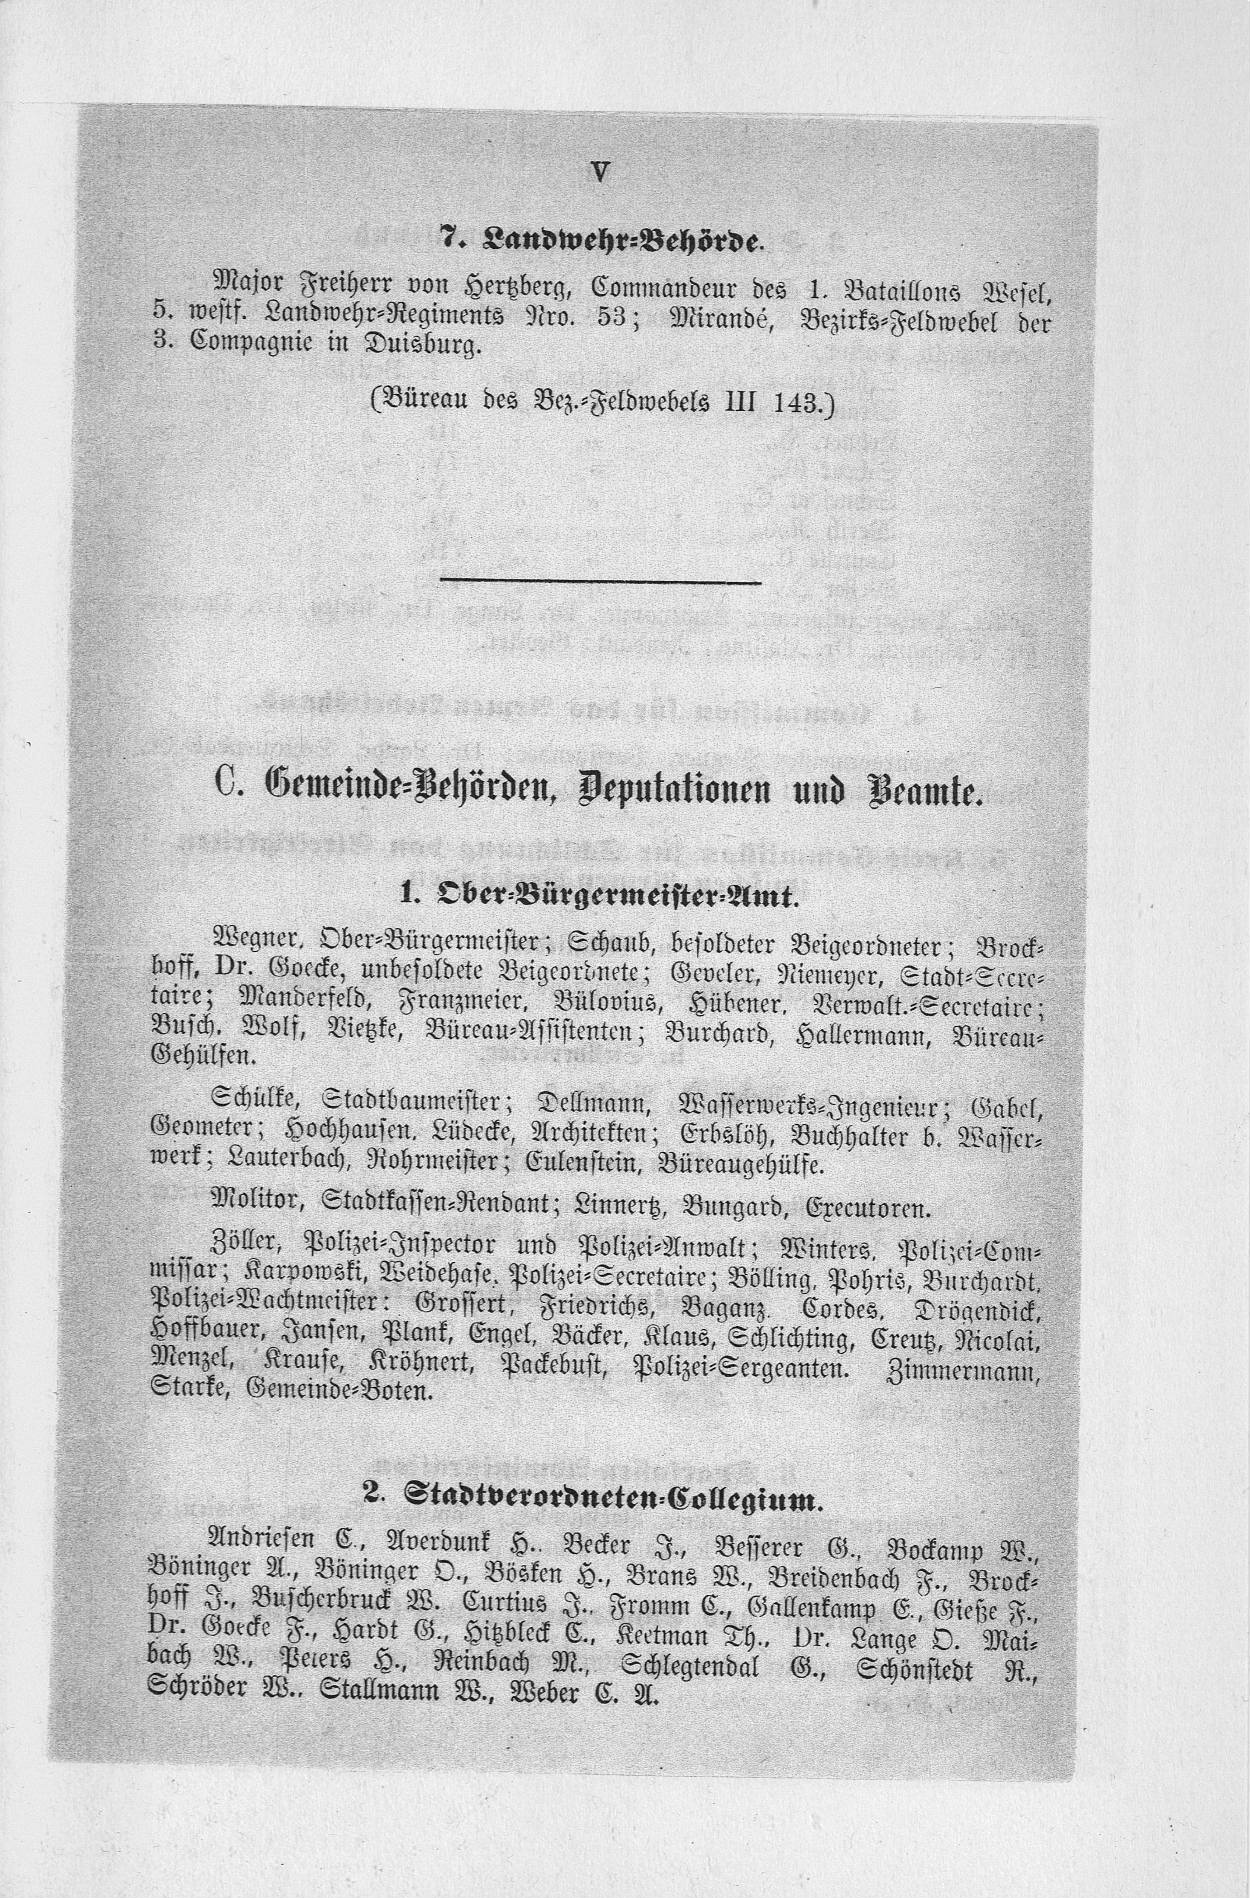 V
7. Landwehr-Behörde.
Major Freiherr von Hertzberg, Commandeur des 1. Bataillons Wesel,
5. westf. Landwehr-Regiments Nro. 53; Mirandé, Bezirks-Feldwebel der
3. Compagnie in Duisburg.
(Büreau des Bez.-Feldwebels III 143.)
C. Gemeinde-Behörden, Deputationen und Beamte.
1. Ober-Bürgermeister-Amt.
Wegner, Ober-Bürgermeister; Schaub, besoldeter Beigeordneter; Brock-
hoff, Dr. Goecke, unbesoldete Beigeordnete; Geveler, Niemeyer, Stadt-Secre-
taire; Manderfeld, Franzmeier, Bülovius, Hübener, Verwalt.-Secretaire;
Busch, Wolf, Vietzke, Büreau-Assistenten; Burchard, Hallermann, Büreau-
Gehülfen.
Schülke, Stadtbaumeister; Dellmann, Wasserwerks-Ingenieur; Gabel,
Geometer; Hochhausen, Lüdecke, Architekten; Erbslöh, Buchhalter b. Wasser-
werk; Lauterbach, Rohrmeister; Eulenstein, Büreaugehülfe.
Molitor, Stadtkassen-Rendant; Linnertz, Bungard, Executoren.
Zöller, Polizei-Inspector und Polizei-Anwalt; Winters, Polizei-Com-
missar; Karpowski, Weidehase, Polizei-Secretaire; Bölling, Pohris, Burchardt,
Polizei-Wachtmeister: Grossert, Friedrichs, Baganz, Cordes, Drögendick,
Hoffbauer, Jansen, Plank, Engel, Bäcker, Klaus, Schlichting, Creutz, Nicolai,
Menzel, Krause, Kröhnert, Packebust, Polizei-Sergeanten. Zimmermann,
Starke, Gemeinde-Boten.
2. Stadtverordneten-Collegium.
Andriesen C., Averdunk H., Becker J., Besserer G., Bockamp W.,
Böninger A., Böninger O., Bösken H., Brans W., Breidenbach F., Brock-
hoff J., Buscherbruck W. Curtius J., Fromm C., Gallenkamp E., Gieße F.,
Dr. Goecke F., Hardt G., Hitzbleck C., Keetman Th., Dr. Lange O. Mai-
bach W., Peters H., Reinbach M., Schlegtendal G., Schönstedt R.,
Schröder W., Stallmann W., Weber C. A.